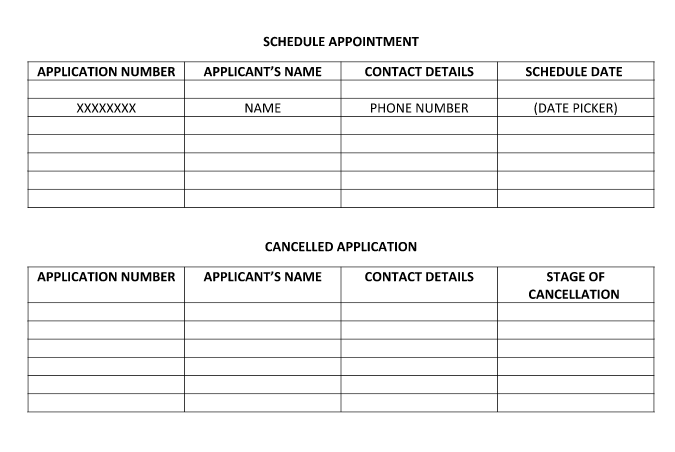 SCHEDULE APPOINTMENT
APPLICATION NUMBER APPLICANT’S NAME CONTACT DETAILS SCHEDULE DATE
XXXXXXXX NAME PHONE NUMBER (DATE PICKER)
CANCELLED APPLICATION
APPLICATION NUMBER APPLICANT’S NAME CONTACT DETAILS STAGE OF
CANCELLATION